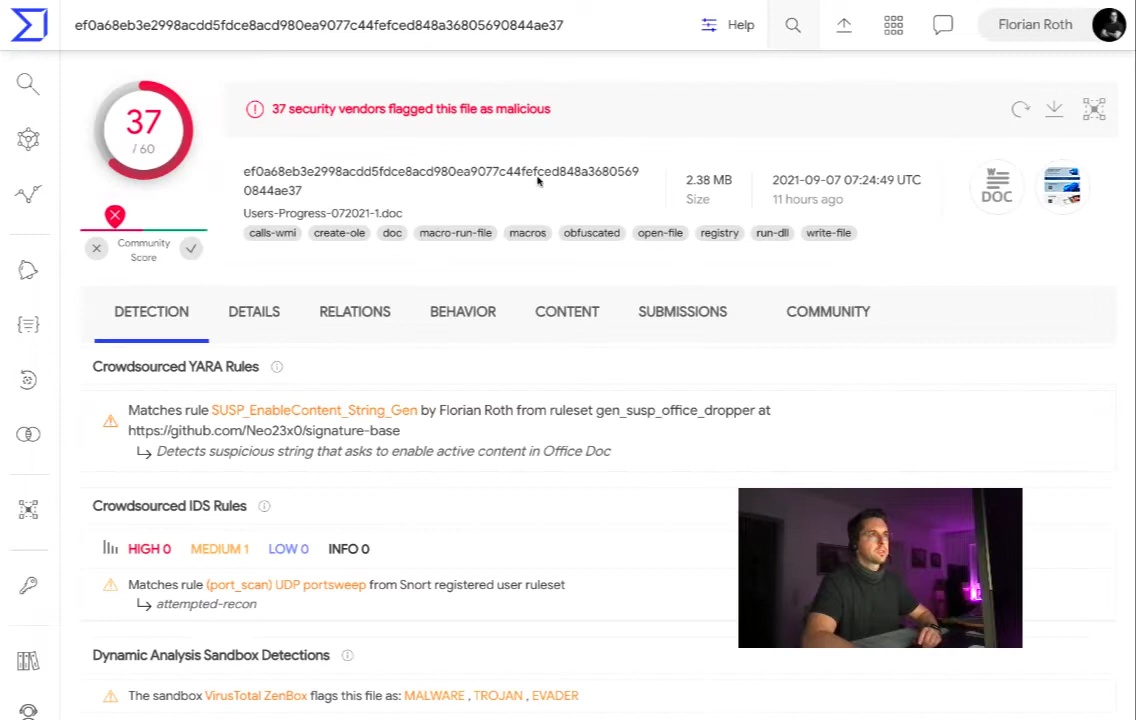 ef0a68eb3e2998acdd5fdce8acd980ea9077c44fefced848a36805690844ae37
Help
Florian Roth
37
/ 60
37 security vendors flagged this file as malicious
ef0a68eb3e2998acdd5fdce8acd980ea9077c44fefced848a3680569
0844ae37
Users-Progress-072021-1.doc
2.38 MB
Size
2021-09-07 07:24:49 UTC
11 hours ago
W
DOC
Community
Score
calls-wmi create-ole doc macro-run-file macros obfuscated open-file registry run-dll write-file
DETECTION DETAILS RELATIONS BEHAVIOR CONTENT SUBMISSIONS COMMUNITY
Crowdsourced YARA Rules
Matches rule SUSP_EnableContent_String_Gen by Florian Roth from ruleset gen_susp_office_dropper at
https://github.com/Neo23x0/signature-base
Detects suspicious string that asks to enable active content in Office Doc
Crowdsourced IDS Rules
HIGH 0 MEDIUM 1 LOW 0 INFO 0
Matches rule (port_scan) UDP portsweep from Snort registered user ruleset
attempted-recon
Dynamic Analysis Sandbox Detections
The sandbox VirusTotal ZenBox flags this file as: MALWARE , TROJAN , EVADER